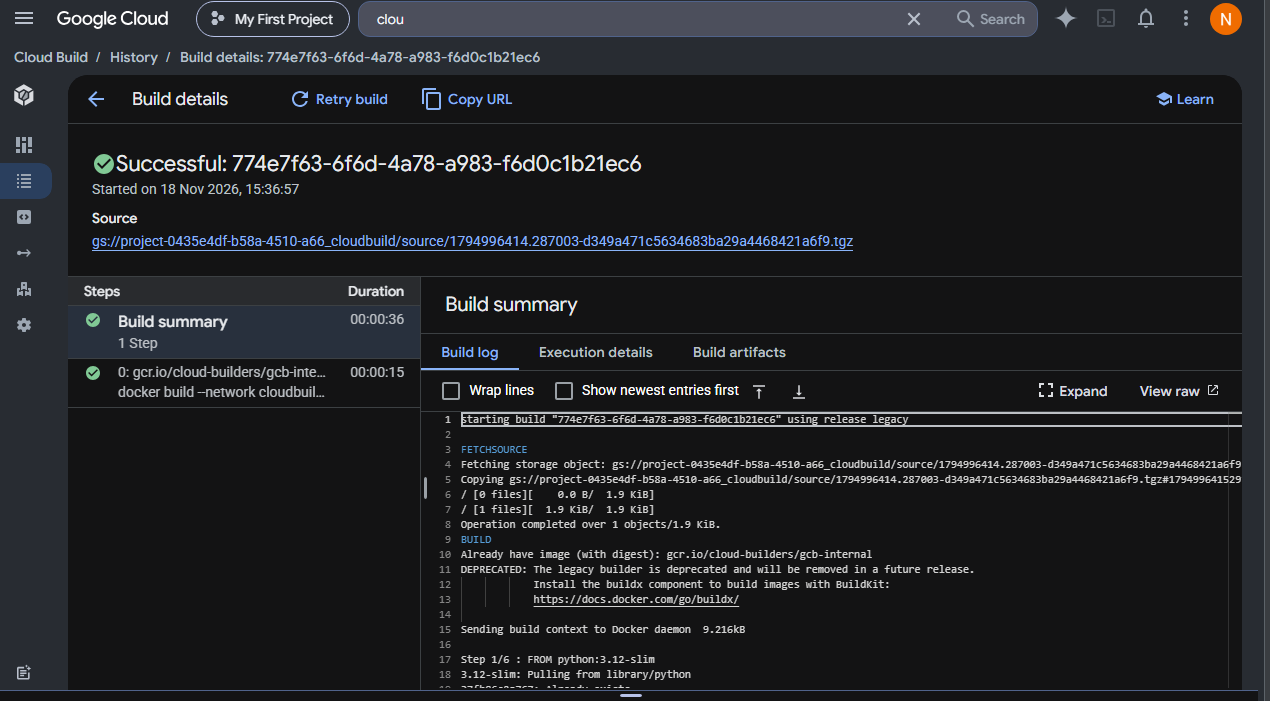 Google Cloud
My First Project
clou
Search
N
Cloud Build / History / Build details: 774e7f63-6f6d-4a78-a983-f6d0c1b21ec6
Build details
Retry build
Copy URL
Learn
Successful: 774e7f63-6f6d-4a78-a983-f6d0c1b21ec6
Started on 18 Nov 2026, 15:36:57
Source
gs://project-0435e4df-b58a-4510-a66_cloudbuild/source/1794996414.287003-d349a471c5634683ba29a4468421a6f9.tgz
Steps Duration
Build summary 00:00:36
1 Step
0: gcr.io/cloud-builders/gcb-inte... 00:00:15
docker build --network cloudbuil...
Build summary
Build log Execution details Build artifacts
Wrap lines Show newest entries first Expand View raw
1 starting build "774e7f63-6f6d-4a78-a983-f6d0c1b21ec6" using release legacy
2
3 FETCHSOURCE
4 Fetching storage object: gs://project-0435e4df-b58a-4510-a66_cloudbuild/source/1794996414.287003-d349a471c5634683ba29a4468421a6f9
5 Copying gs://project-0435e4df-b58a-4510-a66_cloudbuild/source/1794996414.287003-d349a471c5634683ba29a4468421a6f9.tgz#179499641529
6 / [0 files][    0.0 B/  1.9 KiB]
7 / [1 files][  1.9 KiB/  1.9 KiB]
8 Operation completed over 1 objects/1.9 KiB.
9 BUILD
10 Already have image (with digest): gcr.io/cloud-builders/gcb-internal
11 DEPRECATED: The legacy builder is deprecated and will be removed in a future release.
12 Install the buildx component to build images with BuildKit:
13 https://docs.docker.com/go/buildx/
14
15 Sending build context to Docker daemon  9.216kB
16
17 Step 1/6 : FROM python:3.12-slim
18 3.12-slim: Pulling from library/python